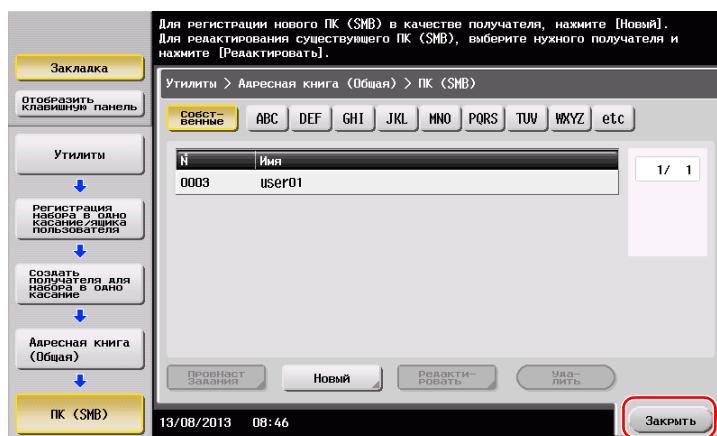 Для регистрации нового ПК (SMB) в качестве получателя, нажмите [Новый].
Для редактирования существующего ПК (SMB), выберите нужного получателя и
нажмите [Редактировать].
Закладка
Отобразить
клавишную панель
Утилиты
Регистрация
набора в одно
касание/ящика
пользователя
Создать
получателя для
набора в одно
касание
Адресная книга
(Общая)
ПК (SMB)
Утилиты > Адресная книга (Общая) > ПК (SMB)
Собст-
венные
ABC DEF GHI JKL MNO PQRS TUV WXYZ etc
N Имя
0003 user01
1/ 1
ПровНаст
Задания
Новый
Редакти-
ровать
Уда-
лить
13/08/2013 08:46
Закрыть